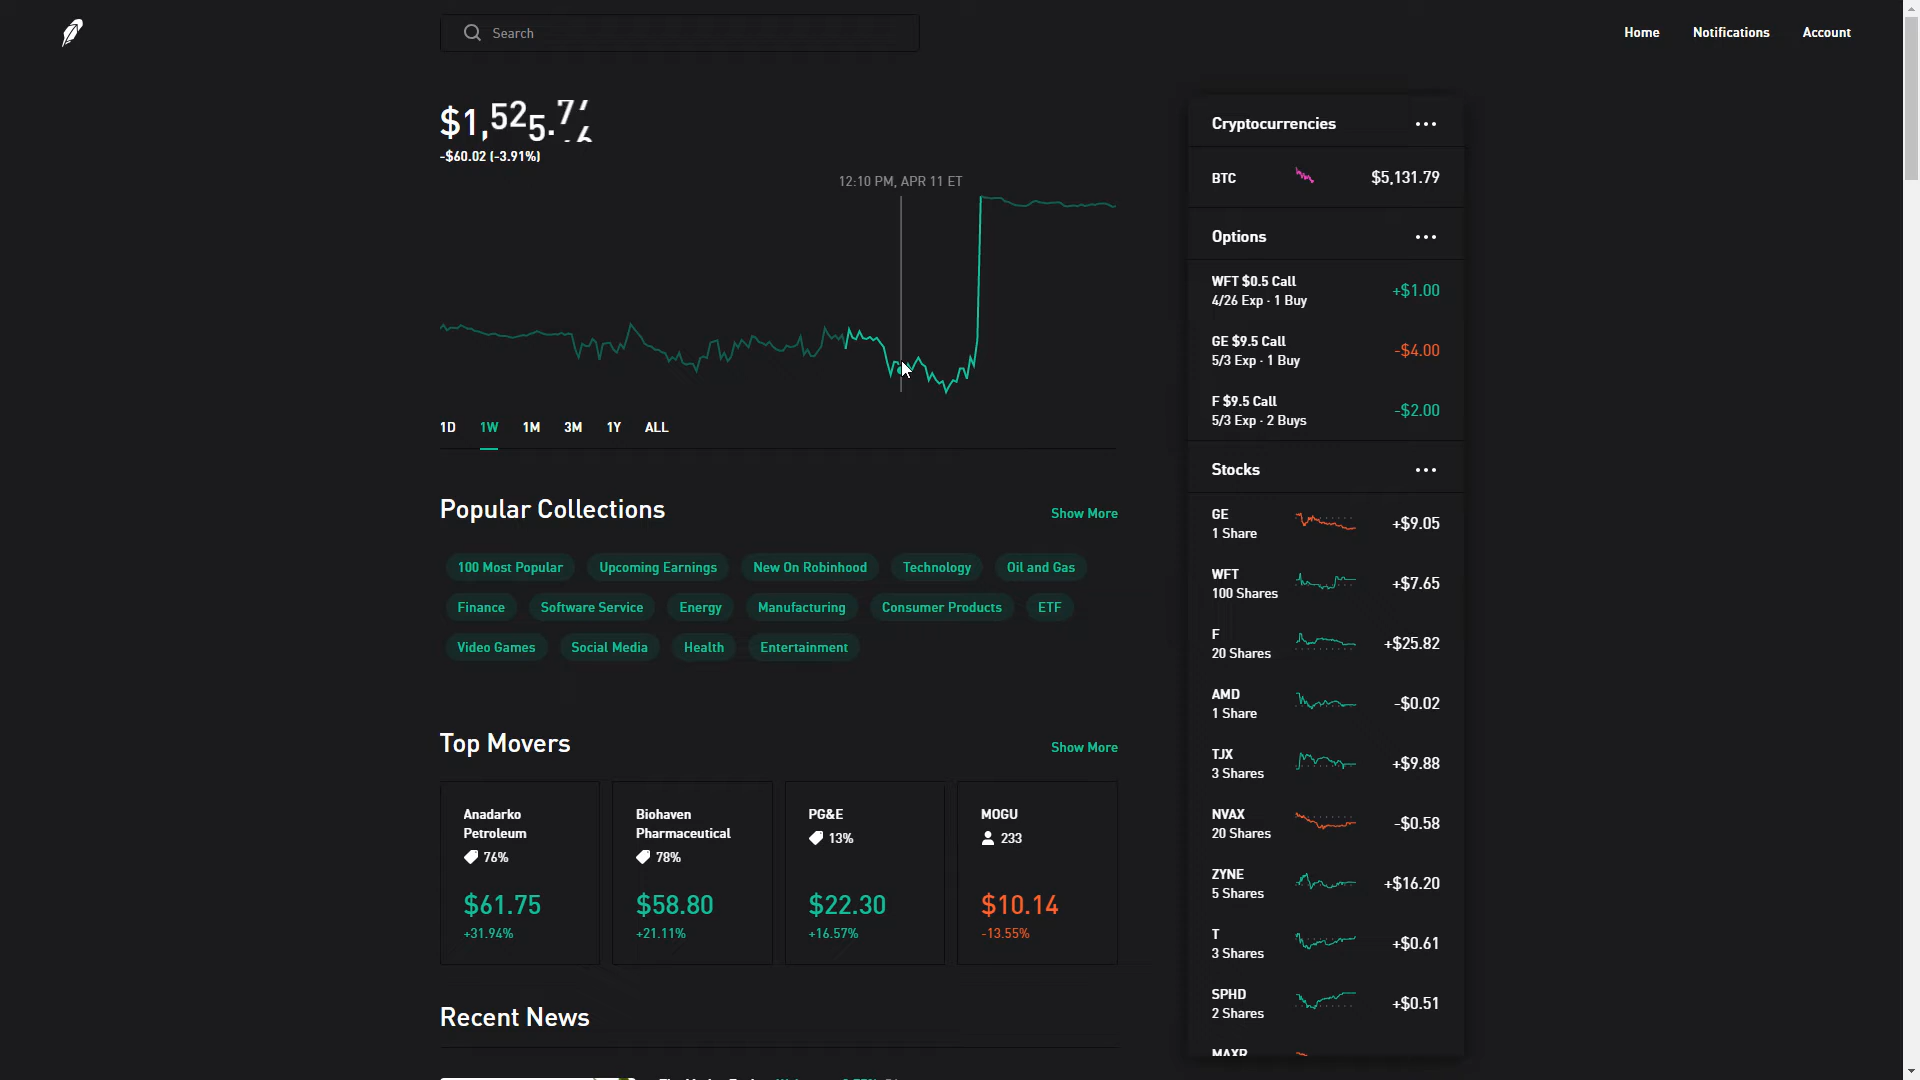 Search
Home
Notifications
Account
$1,525.
-$60.02 (-3.91%)
12:10 PM, APR 11 ET
1D
1W
1M
3M
1Y
ALL
Popular Collections
Show More
100 Most Popular
Upcoming Earnings
New On Robinhood
Technology
Oil and Gas
Finance
Software Service
Energy
Manufacturing
Consumer Products
ETF
Video Games
Social Media
Health
Entertainment
Top Movers
Show More
Anadarko
Petroleum
76%
$61.75
+31.94%
Biohaven
Pharmaceutical
78%
$58.80
+21.11%
PG&E
13%
$22.30
+16.57%
MOGU
233
$10.14
-13.55%
Recent News
Cryptocurrencies
BTC
$5,131.79
Options
WFT $0.5 Call
4/26 Exp · 1 Buy
+$1.00
GE $9.5 Call
5/3 Exp · 1 Buy
-$4.00
F $9.5 Call
5/3 Exp · 2 Buys
-$2.00
Stocks
GE
1 Share
+$9.05
WFT
100 Shares
+$7.65
F
20 Shares
+$25.82
AMD
1 Share
-$0.02
TJX
3 Shares
+$9.88
NVAX
20 Shares
-$0.58
ZYNE
5 Shares
+$16.20
T
3 Shares
+$0.61
SPHD
2 Shares
+$0.51
MAXR